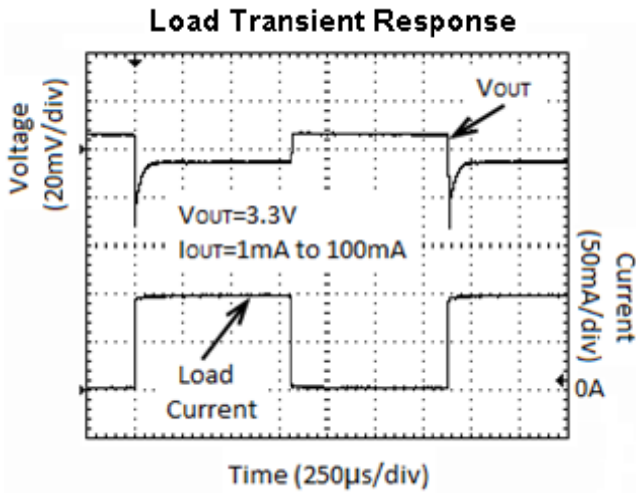 Load Transient Response
Voltage
(20mV/div)
VOUT
VOUT=3.3V
IOUT=1mA to 100mA
Current
(50mA/div)
Load
Current
0A
Time (250µs/div)